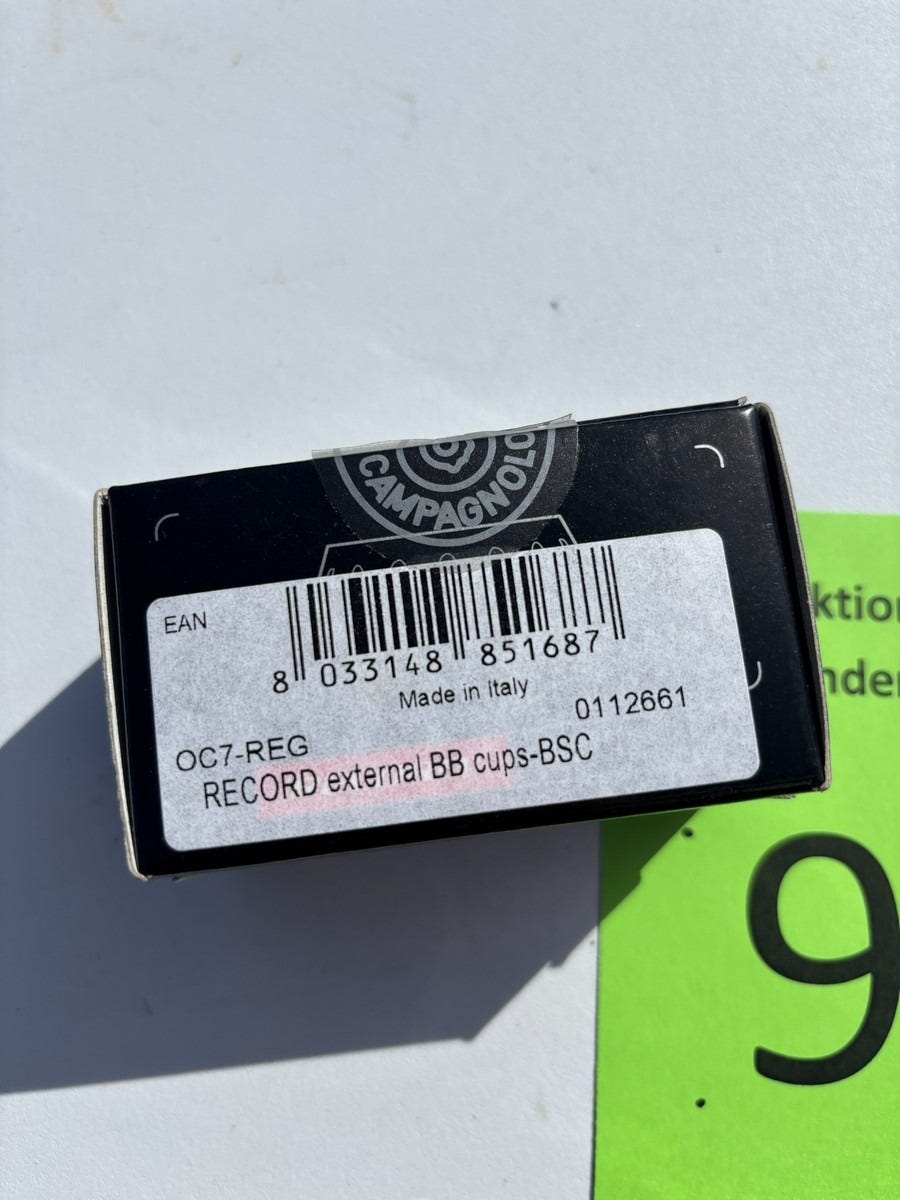 CAMPAGNOLO
EAN
8 033148 851687
Made in Italy
0112661
OC7-REG
RECORD external BB cups-BSC
9